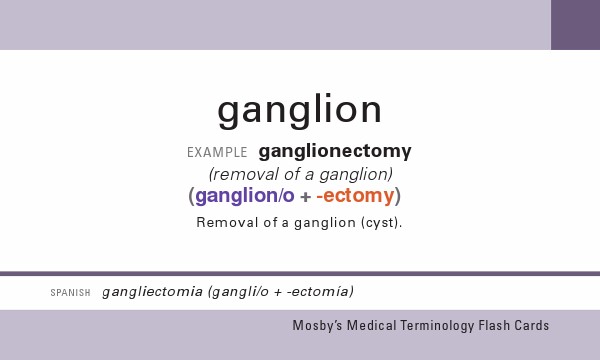 ganglion
EXAMPLE ganglionectomy
(removal of a ganglion)
(ganglion/o + -ectomy)
Removal of a ganglion (cyst).
SPANISH gangliectomia (gangli/o + -ectomía)
Mosby's Medical Terminology Flash Cards